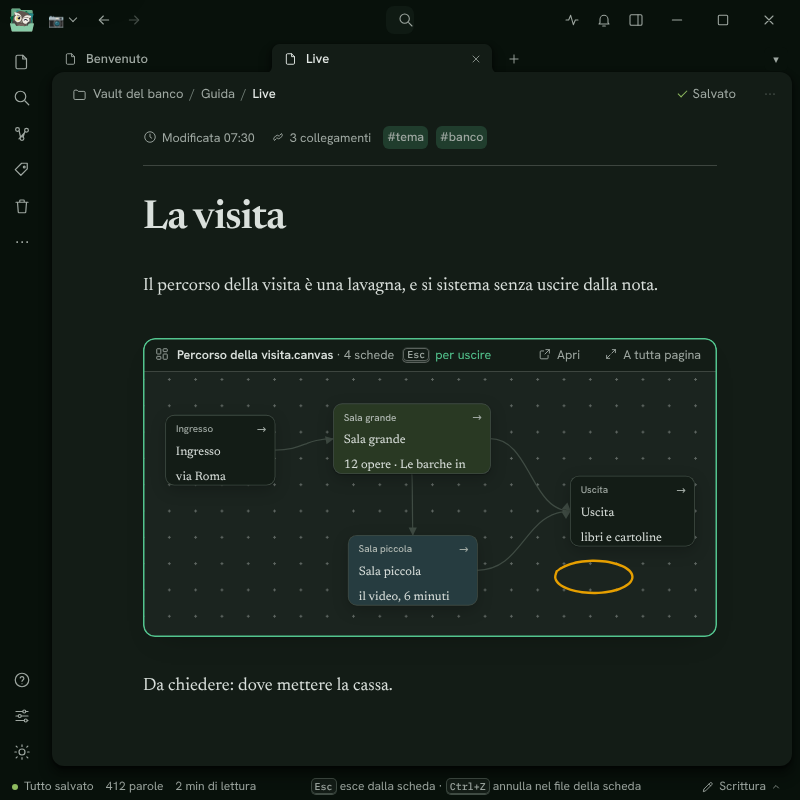 Benvenuto
Live
Vault del banco / Guida / Live
Salvato
Modificata 07:30
3 collegamenti
#tema
#banco
La visita
Il percorso della visita è una lavagna, e si sistema senza uscire dalla nota.
Percorso della visita.canvas · 4 schede Esc per uscire
Apri
A tutta pagina
Ingresso →
Ingresso
via Roma
Sala grande →
Sala grande
12 opere · Le barche in
Uscita →
Uscita
libri e cartoline
Sala piccola →
Sala piccola
il video, 6 minuti
Da chiedere: dove mettere la cassa.
Tutto salvato 412 parole 2 min di lettura
Esc esce dalla scheda · Ctrl+Z annulla nel file della scheda
Scrittura